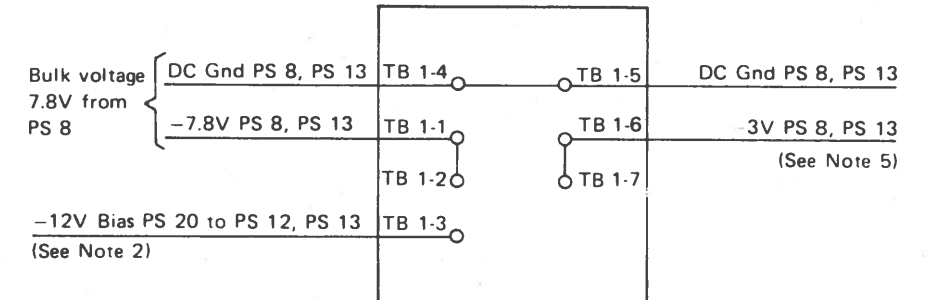 Bulk voltage
7.8V from
PS 8
DC Gnd PS 8, PS 13
TB 1-4
TB 1-5
DC Gnd PS 8, PS 13
−7.8V PS 8, PS 13
TB 1-1
TB 1-6
-3V PS 8, PS 13
(See Note 5)
TB 1-2
TB 1-7
−12V Bias PS 20 to PS 12, PS 13
TB 1-3
(See Note 2)